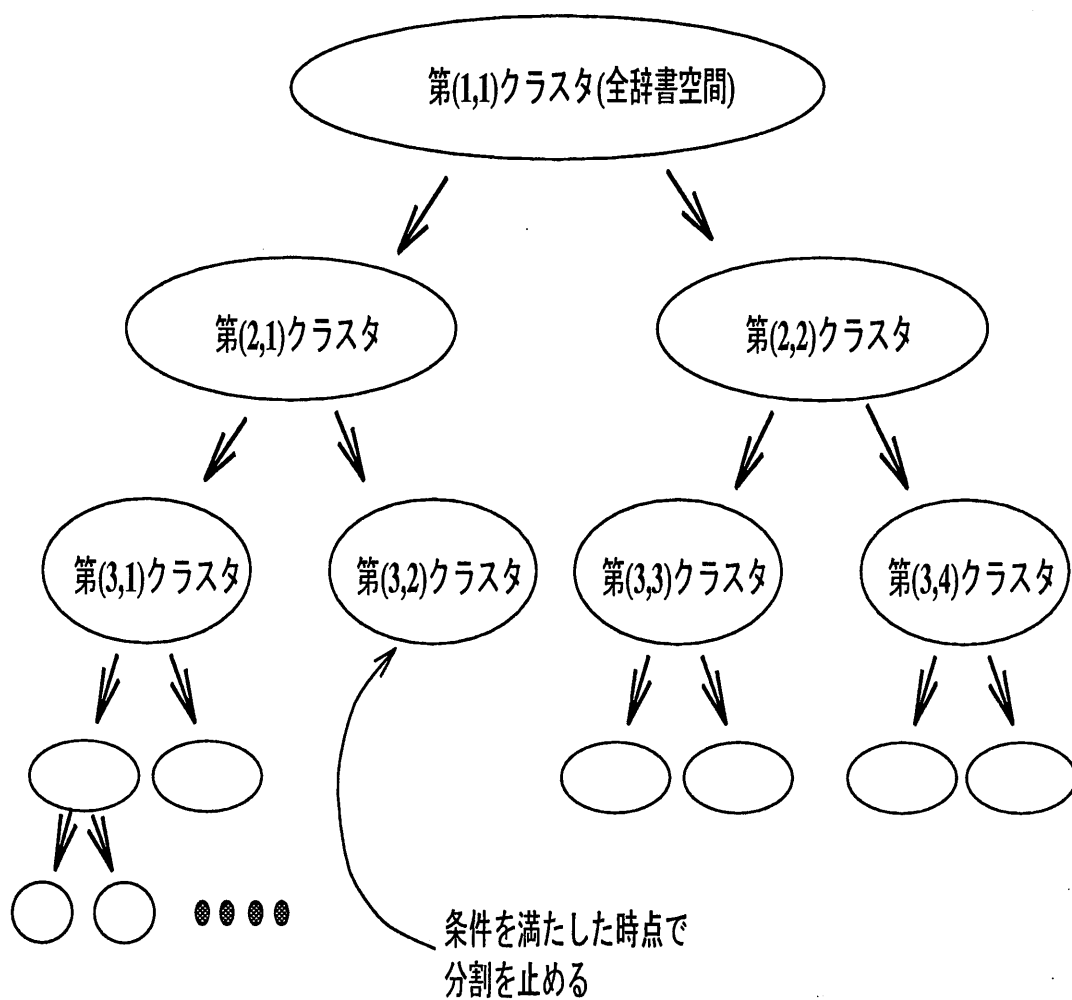 第(1,1)クラスタ(全辞書空間)
第(2,1)クラスタ
第(2,2)クラスタ
第(3,1)クラスタ
第(3,2)クラスタ
第(3,3)クラスタ
第(3,4)クラスタ
条件を満たした時点で
分割を止める